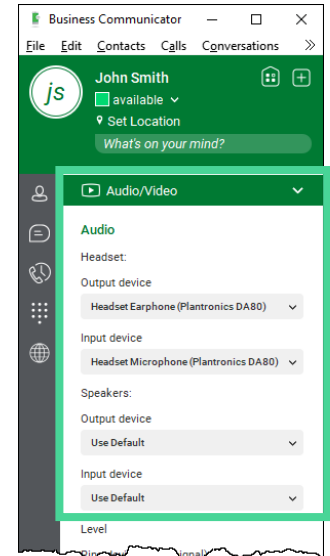 Business Communicator
File Edit Contacts Calls Conversations »
js
John Smith
available
Set Location
What's on your mind?
Audio/Video
Audio
Headset:
Output device
Headset Earphone (Plantronics DA80)
Input device
Headset Microphone (Plantronics DA80)
Speakers:
Output device
Use Default
Input device
Use Default
Level